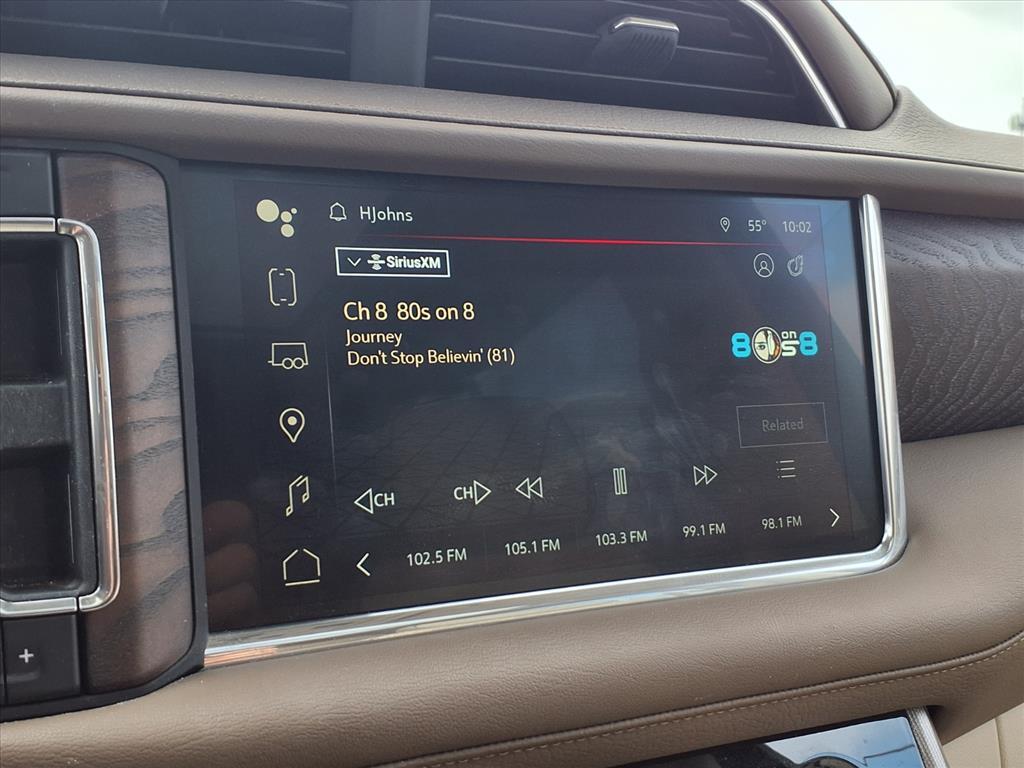 HJohns
55° 10:02
SiriusXM
Ch 8 80s on 8
Journey
Don't Stop Believin' (81)
80s on 8
Related
CH CH
102.5 FM 105.1 FM 103.3 FM 99.1 FM 98.1 FM
+